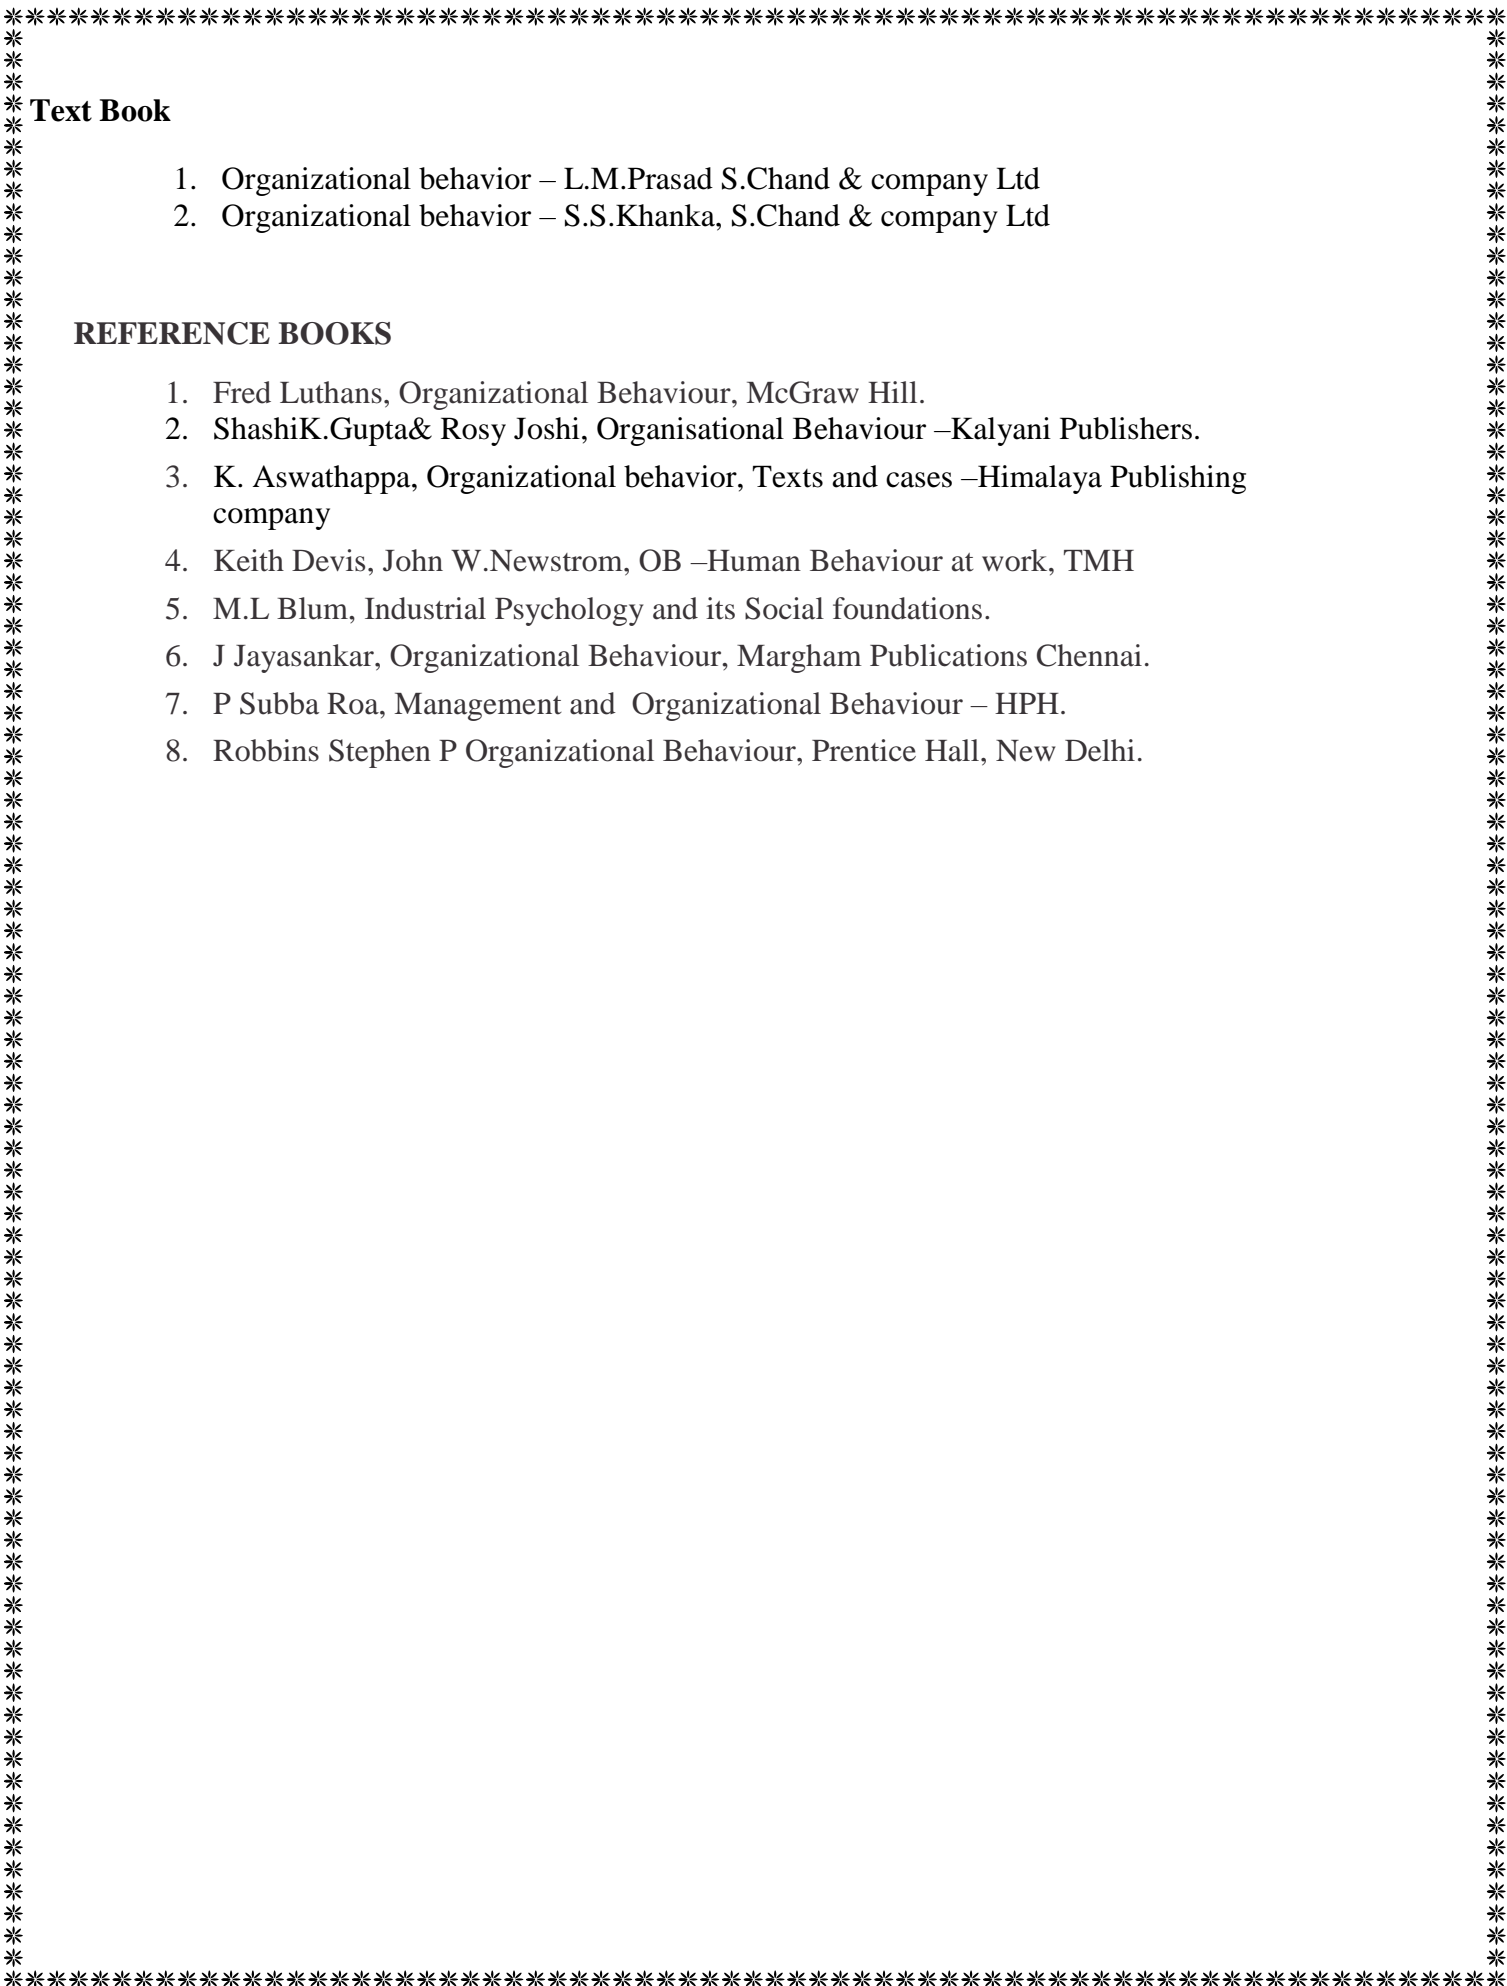 Text Book
1. Organizational behavior – L.M.Prasad S.Chand & company Ltd
2. Organizational behavior – S.S.Khanka, S.Chand & company Ltd
REFERENCE BOOKS
1. Fred Luthans, Organizational Behaviour, McGraw Hill.
2. ShashiK.Gupta& Rosy Joshi, Organisational Behaviour –Kalyani Publishers.
3. K. Aswathappa, Organizational behavior, Texts and cases –Himalaya Publishing
company
4. Keith Devis, John W.Newstrom, OB –Human Behaviour at work, TMH
5. M.L Blum, Industrial Psychology and its Social foundations.
6. J Jayasankar, Organizational Behaviour, Margham Publications Chennai.
7. P Subba Roa, Management and  Organizational Behaviour – HPH.
8. Robbins Stephen P Organizational Behaviour, Prentice Hall, New Delhi.